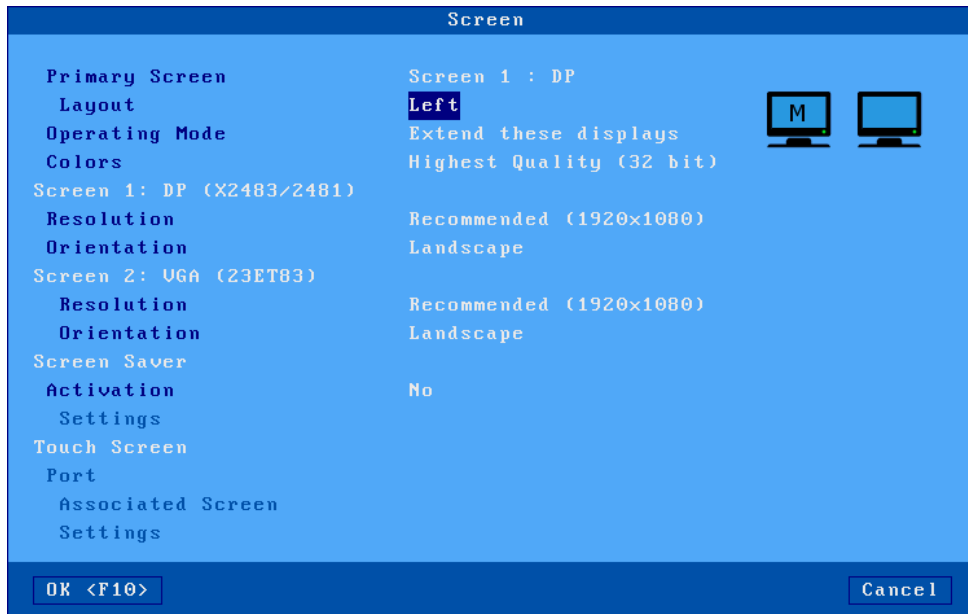 Screen
Primary Screen Screen 1 : DP
Layout Left
Operating Mode Extend these displays
Colors Highest Quality (32 bit)
M
Screen 1: DP (X2483/2481)
Resolution Recommended (1920x1080)
Orientation Landscape
Screen 2: VGA (23ET83)
Resolution Recommended (1920x1080)
Orientation Landscape
Screen Saver
Activation No
Settings
Touch Screen
Port
Associated Screen
Settings
OK <F10> Cancel